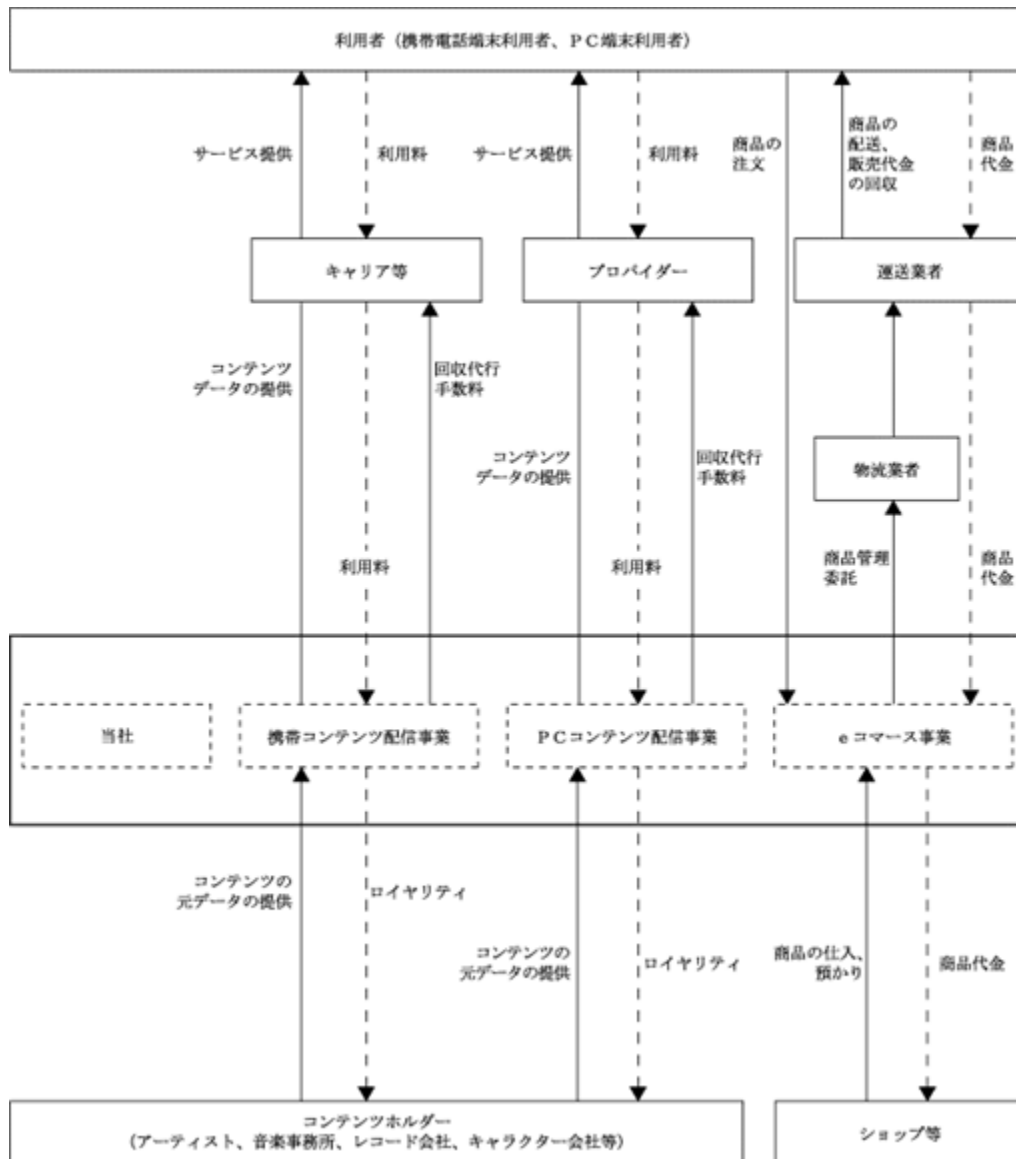 利用者（携帯電話端末利用者、ＰＣ端末利用者）
サービス提供
利用料
サービス提供
利用料
商品の
注文
商品の
配送、
販売代金
の回収
商品
代金
キャリア等
プロバイダー
運送業者
コンテンツ
データの提供
回収代行
手数料
コンテンツ
データの提供
回収代行
手数料
物流業者
利用料
利用料
商品管理
委託
商品
代金
当社
携帯コンテンツ配信事業
ＰＣコンテンツ配信事業
ｅコマース事業
コンテンツの
元データの提供
ロイヤリティ
コンテンツの
元データの提供
ロイヤリティ
商品の仕入、
預かり
商品代金
コンテンツホルダー
（アーティスト、音楽事務所、レコード会社、キャラクター会社等）
ショップ等